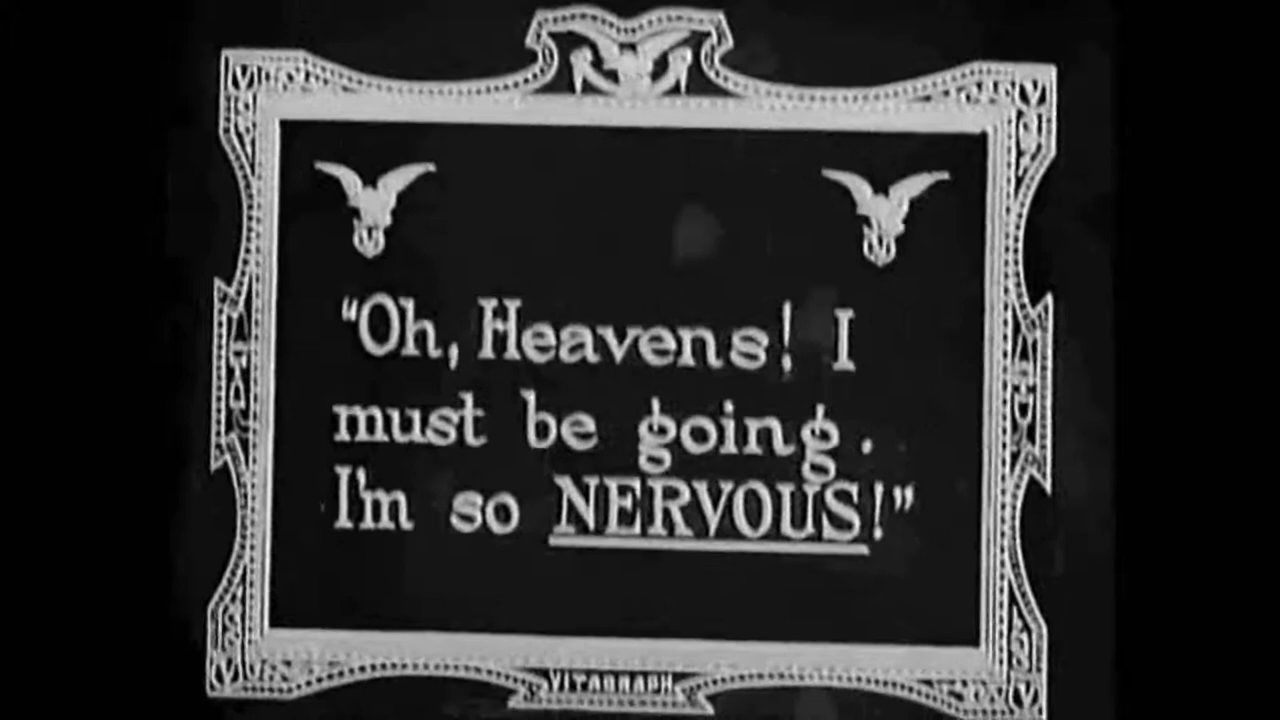 “Oh, Heavens! I
must be going.
I'm so NERVOUS!”
VITAGRAPH